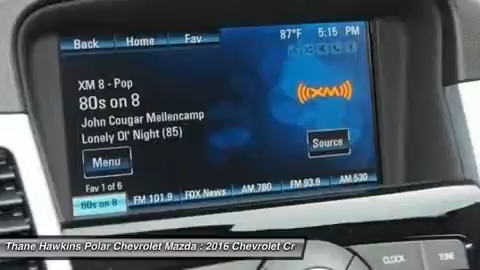 Back Home Fav 87°F 5:15 PM
XM 8 - Pop
80s on 8
John Cougar Mellencamp
Lonely Ol' Night (85)
XM
Menu
Source
Fav 1 of 6
80s on 8 FM 101.9 FOX News AM 780 FM 93.9 AM 530
Thane Hawkins Polar Chevrolet Mazda : 2016 Chevrolet Cr
CLOCK TUNE